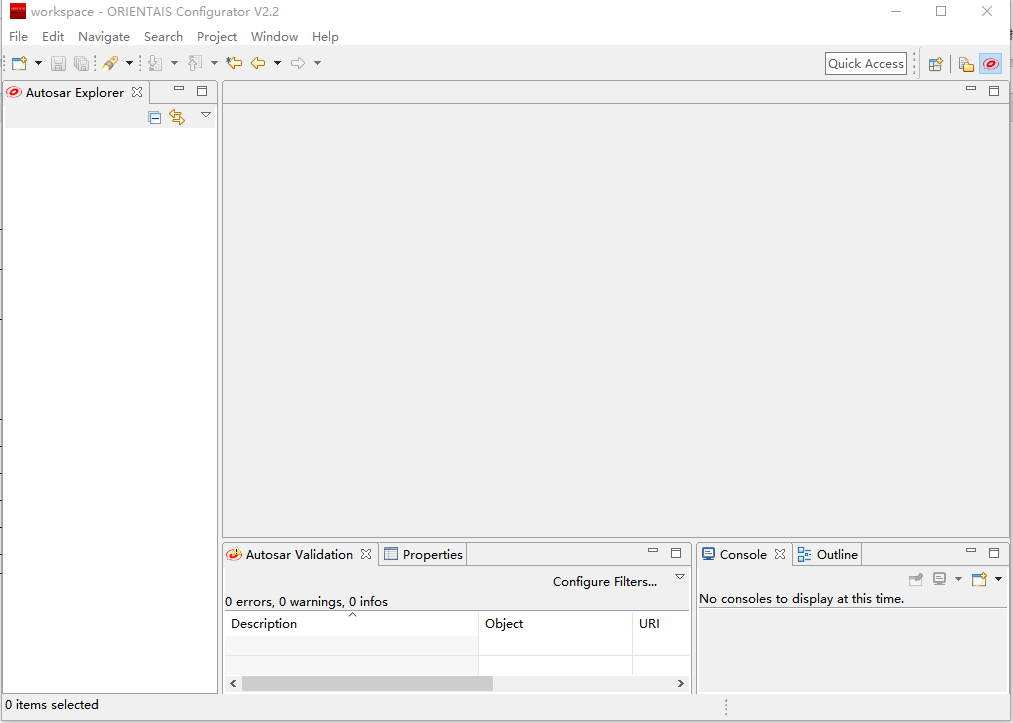 workspace - ORIENTAIS Configurator V2.2
File Edit Navigate Search Project Window Help
Quick Access
Autosar Explorer
Autosar Validation
Properties
Configure Filters...
0 errors, 0 warnings, 0 infos
Description Object URI
Console
Outline
No consoles to display at this time.
0 items selected